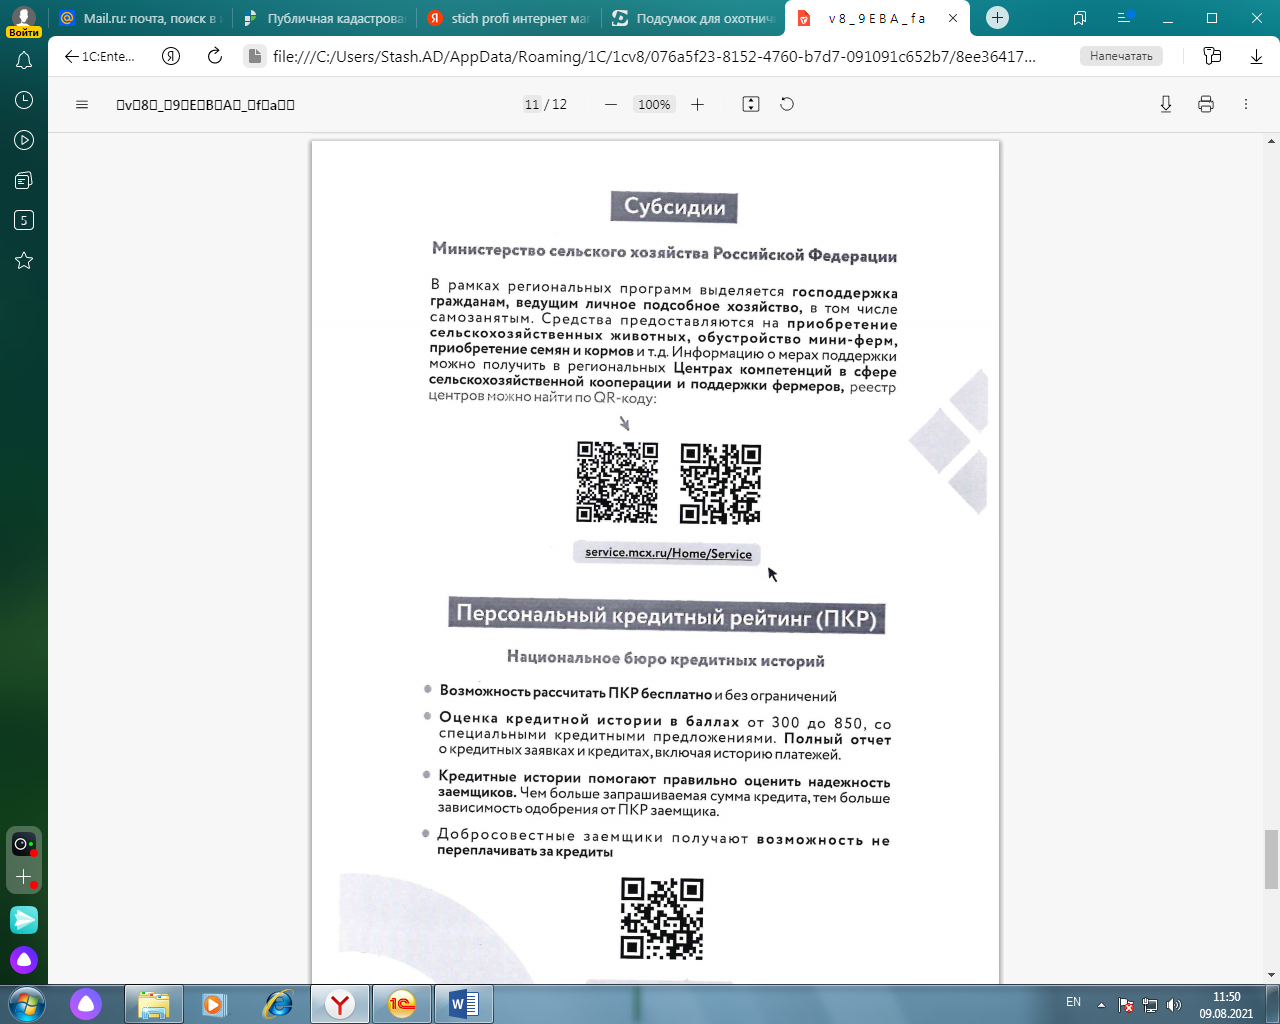 Войти
Mail.ru: почта, поиск в и
Публичная кадастрова
stich profi интернет маг
Подсумок для охотнич
v 8 _ 9 E B A _ f a
1C:Ente...
file:///C:/Users/Stash.AD/AppData/Roaming/1C/1cv8/076a5f23-8152-4760-b7d7-091091c652b7/8ee36417...
Напечатать
v8_9EBA_fa
11 / 12
100%
5
Субсидии
Министерство сельского хозяйства Российской Федерации
В рамках региональных программ выделяется господдержка
гражданам, ведущим личное подсобное хозяйство, в том числе
самозанятым. Средства предоставляются на приобретение
сельскохозяйственных животных, обустройство мини-ферм,
приобретение семян и кормов и т.д. Информацию о мерах поддержки
можно получить в региональных Центрах компетенций в сфере
сельскохозяйственной кооперации и поддержки фермеров, реестр
центров можно найти по QR-коду:
service.mcx.ru/Home/Service
Персональный кредитный рейтинг (ПКР)
Национальное бюро кредитных историй
Возможность рассчитать ПКР бесплатно и без ограничений
Оценка кредитной истории в баллах от 300 до 850, со
специальными кредитными предложениями. Полный отчет
о кредитных заявках и кредитах, включая историю платежей.
Кредитные истории помогают правильно оценить надежность
заемщиков. Чем больше запрашиваемая сумма кредита, тем больше
зависимость одобрения от ПКР заемщика.
Добросовестные заемщики получают возможность не
переплачивать за кредиты
EN
11:50
09.08.2021